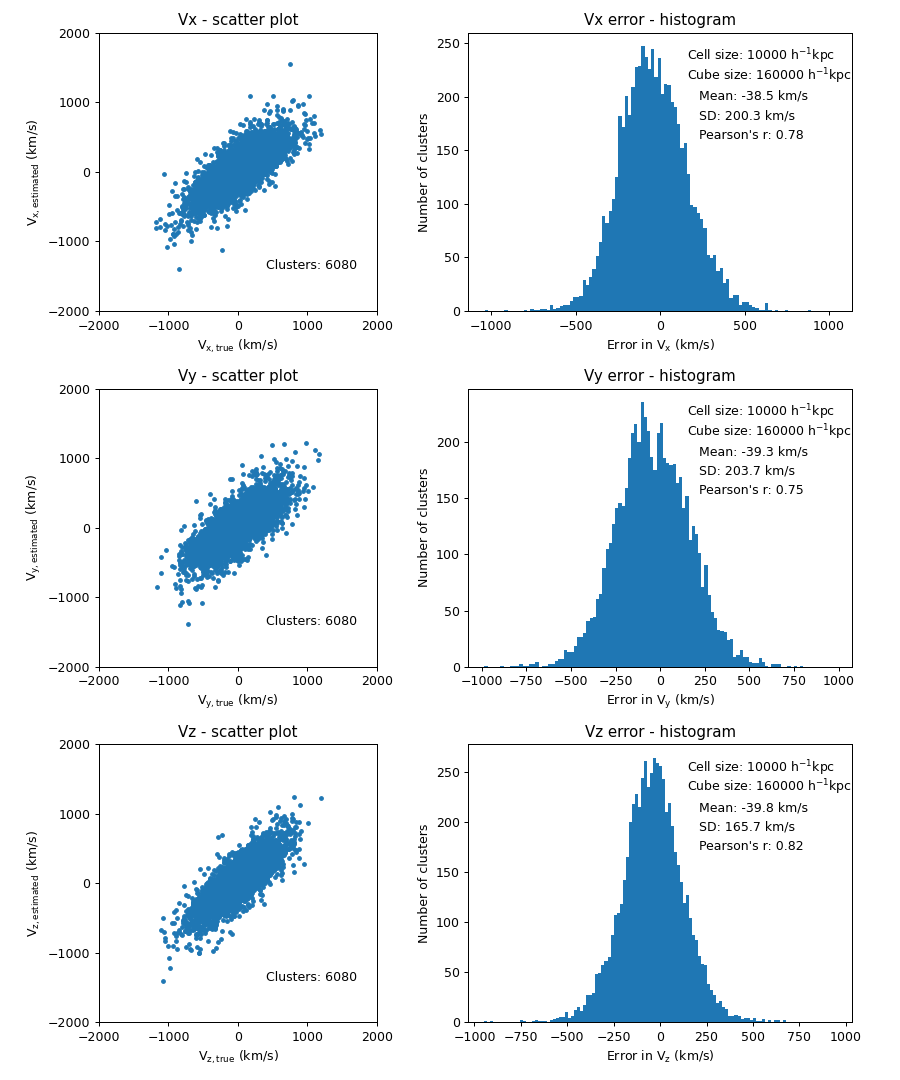 Vx - scatter plot
2000
1000
0
−1000
−2000
V_x, estimated (km/s)
Clusters: 6080
−2000 −1000 0 1000 2000
V_x, true (km/s)
Vx error - histogram
250
200
150
100
50
0
Number of clusters
Cell size: 10000 h⁻¹kpc
Cube size: 160000 h⁻¹kpc
Mean: -38.5 km/s
SD: 200.3 km/s
Pearson's r: 0.78
−1000 −500 0 500 1000
Error in V_x (km/s)
Vy - scatter plot
2000
1000
0
−1000
−2000
V_y, estimated (km/s)
Clusters: 6080
−2000 −1000 0 1000 2000
V_y, true (km/s)
Vy error - histogram
200
150
100
50
0
Number of clusters
Cell size: 10000 h⁻¹kpc
Cube size: 160000 h⁻¹kpc
Mean: -39.3 km/s
SD: 203.7 km/s
Pearson's r: 0.75
−1000 −750 −500 −250 0 250 500 750 1000
Error in V_y (km/s)
Vz - scatter plot
2000
1000
0
−1000
−2000
V_z, estimated (km/s)
Clusters: 6080
−2000 −1000 0 1000 2000
V_z, true (km/s)
Vz error - histogram
250
200
150
100
50
0
Number of clusters
Cell size: 10000 h⁻¹kpc
Cube size: 160000 h⁻¹kpc
Mean: -39.8 km/s
SD: 165.7 km/s
Pearson's r: 0.82
−1000 −750 −500 −250 0 250 500 750 1000
Error in V_z (km/s)